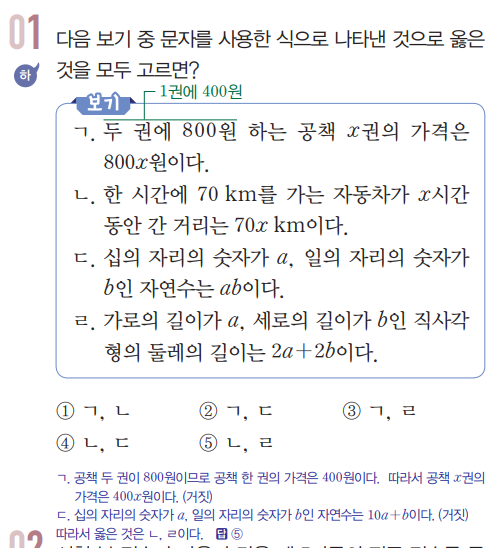 01 다음 보기 중 문자를 사용한 식으로 나타낸 것으로 옳은
하 것을 모두 고르면?
1권에 400원
보기
ㄱ. 두 권에 800원 하는 공책 x권의 가격은
800x원이다.
ㄴ. 한 시간에 70 km를 가는 자동차가 x시간
동안 간 거리는 70x km이다.
ㄷ. 십의 자리의 숫자가 a, 일의 자리의 숫자가
b인 자연수는 ab이다.
ㄹ. 가로의 길이가 a, 세로의 길이가 b인 직사각
형의 둘레의 길이는 2a+2b이다.
① ㄱ, ㄴ ② ㄱ, ㄷ ③ ㄱ, ㄹ
④ ㄴ, ㄷ ⑤ ㄴ, ㄹ
ㄱ. 공책 두 권이 800원이므로 공책 한 권의 가격은 400원이다. 따라서 공책 x권의
가격은 400x원이다. (거짓)
ㄷ. 십의 자리의 숫자가 a, 일의 자리의 숫자가 b인 자연수는 10a+b이다. (거짓)
따라서 옳은 것은 ㄴ, ㄹ이다. 답 ⑤
02